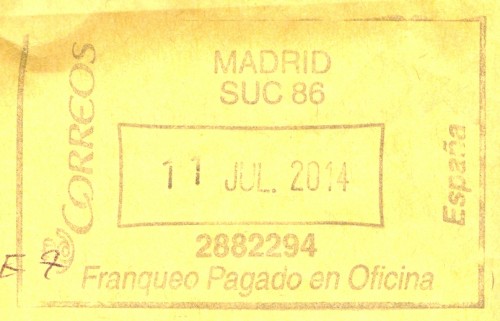 CORREOS
MADRID
SUC 86
11 JUL. 2014
España
2882294
Franqueo Pagado en Oficina